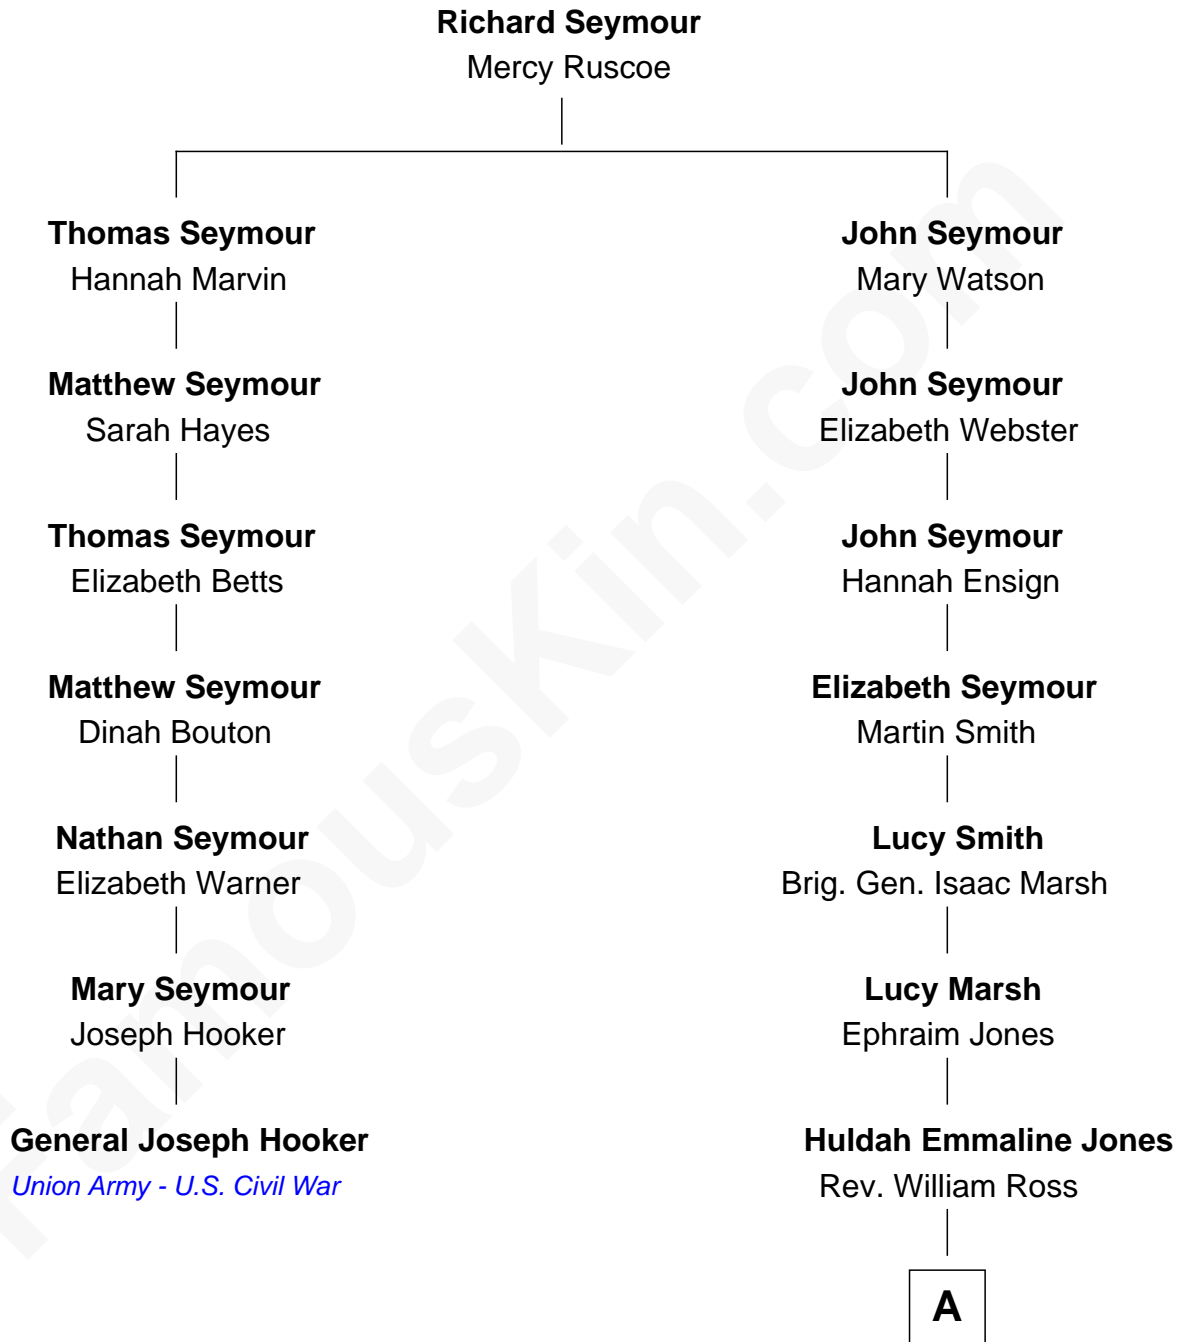 Richard Seymour
Mercy Ruscoe
Thomas Seymour
Hannah Marvin
John Seymour
Mary Watson
Matthew Seymour
Sarah Hayes
John Seymour
Elizabeth Webster
Thomas Seymour
Elizabeth Betts
John Seymour
Hannah Ensign
Matthew Seymour
Dinah Bouton
Elizabeth Seymour
Martin Smith
Nathan Seymour
Elizabeth Warner
Lucy Smith
Brig. Gen. Isaac Marsh
Mary Seymour
Joseph Hooker
Lucy Marsh
Ephraim Jones
General Joseph Hooker
Union Army - U.S. Civil War
Huldah Emmaline Jones
Rev. William Ross
A
FamousKin.com